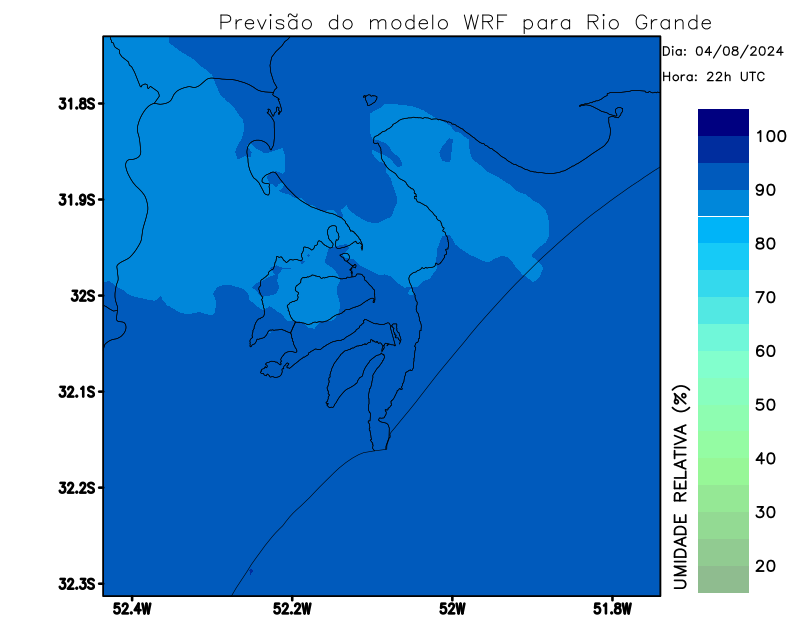 Previsão do modelo WRF para Rio Grande
Dia: 04/08/2024
Hora: 22h UTC
31.8S
31.9S
32S
32.1S
32.2S
32.3S
52.4W
52.2W
52W
51.8W
UMIDADE RELATIVA (%)
100
90
80
70
60
50
40
30
20